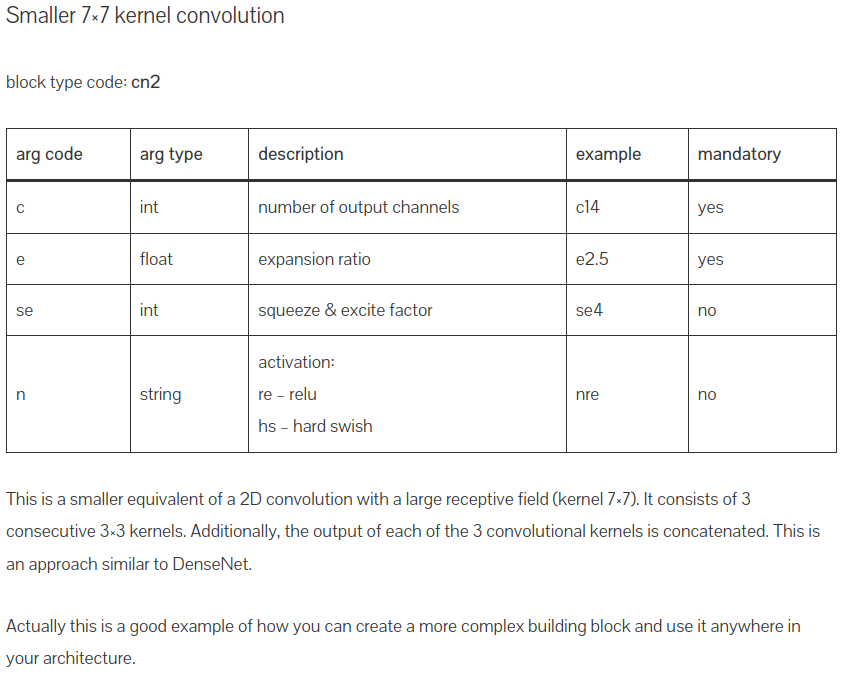 Smaller 7×7 kernel convolution
block type code: cn2
arg code arg type description example mandatory
c int number of output channels c14 yes
e float expansion ratio e2.5 yes
se int squeeze & excite factor se4 no
activation:
n string re – relu nre no
hs – hard swish
This is a smaller equivalent of a 2D convolution with a large receptive field (kernel 7×7). It consists of 3
consecutive 3×3 kernels. Additionally, the output of each of the 3 convolutional kernels is concatenated. This is
an approach similar to DenseNet.
Actually this is a good example of how you can create a more complex building block and use it anywhere in
your architecture.